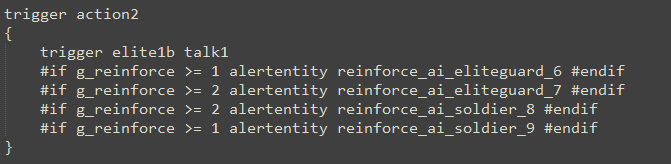 trigger action2
{
trigger elite1b talk1
#if g_reinforce >= 1 alertentity reinforce_ai_eliteguard_6 #endif
#if g_reinforce >= 2 alertentity reinforce_ai_eliteguard_7 #endif
#if g_reinforce >= 2 alertentity reinforce_ai_soldier_8 #endif
#if g_reinforce >= 1 alertentity reinforce_ai_soldier_9 #endif
}